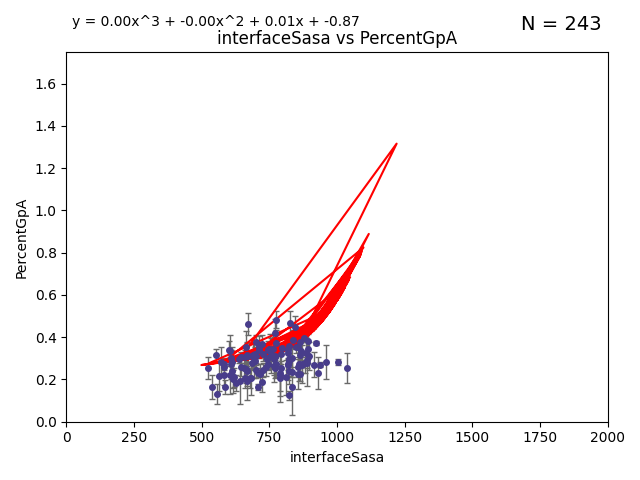 y = 0.00x^3 + -0.00x^2 + 0.01x + -0.87
N = 243
interfaceSasa vs PercentGpA
PercentGpA
1.6
1.4
1.2
1.0
0.8
0.6
0.4
0.2
0.0
0 250 500 750 1000 1250 1500 1750 2000
interfaceSasa